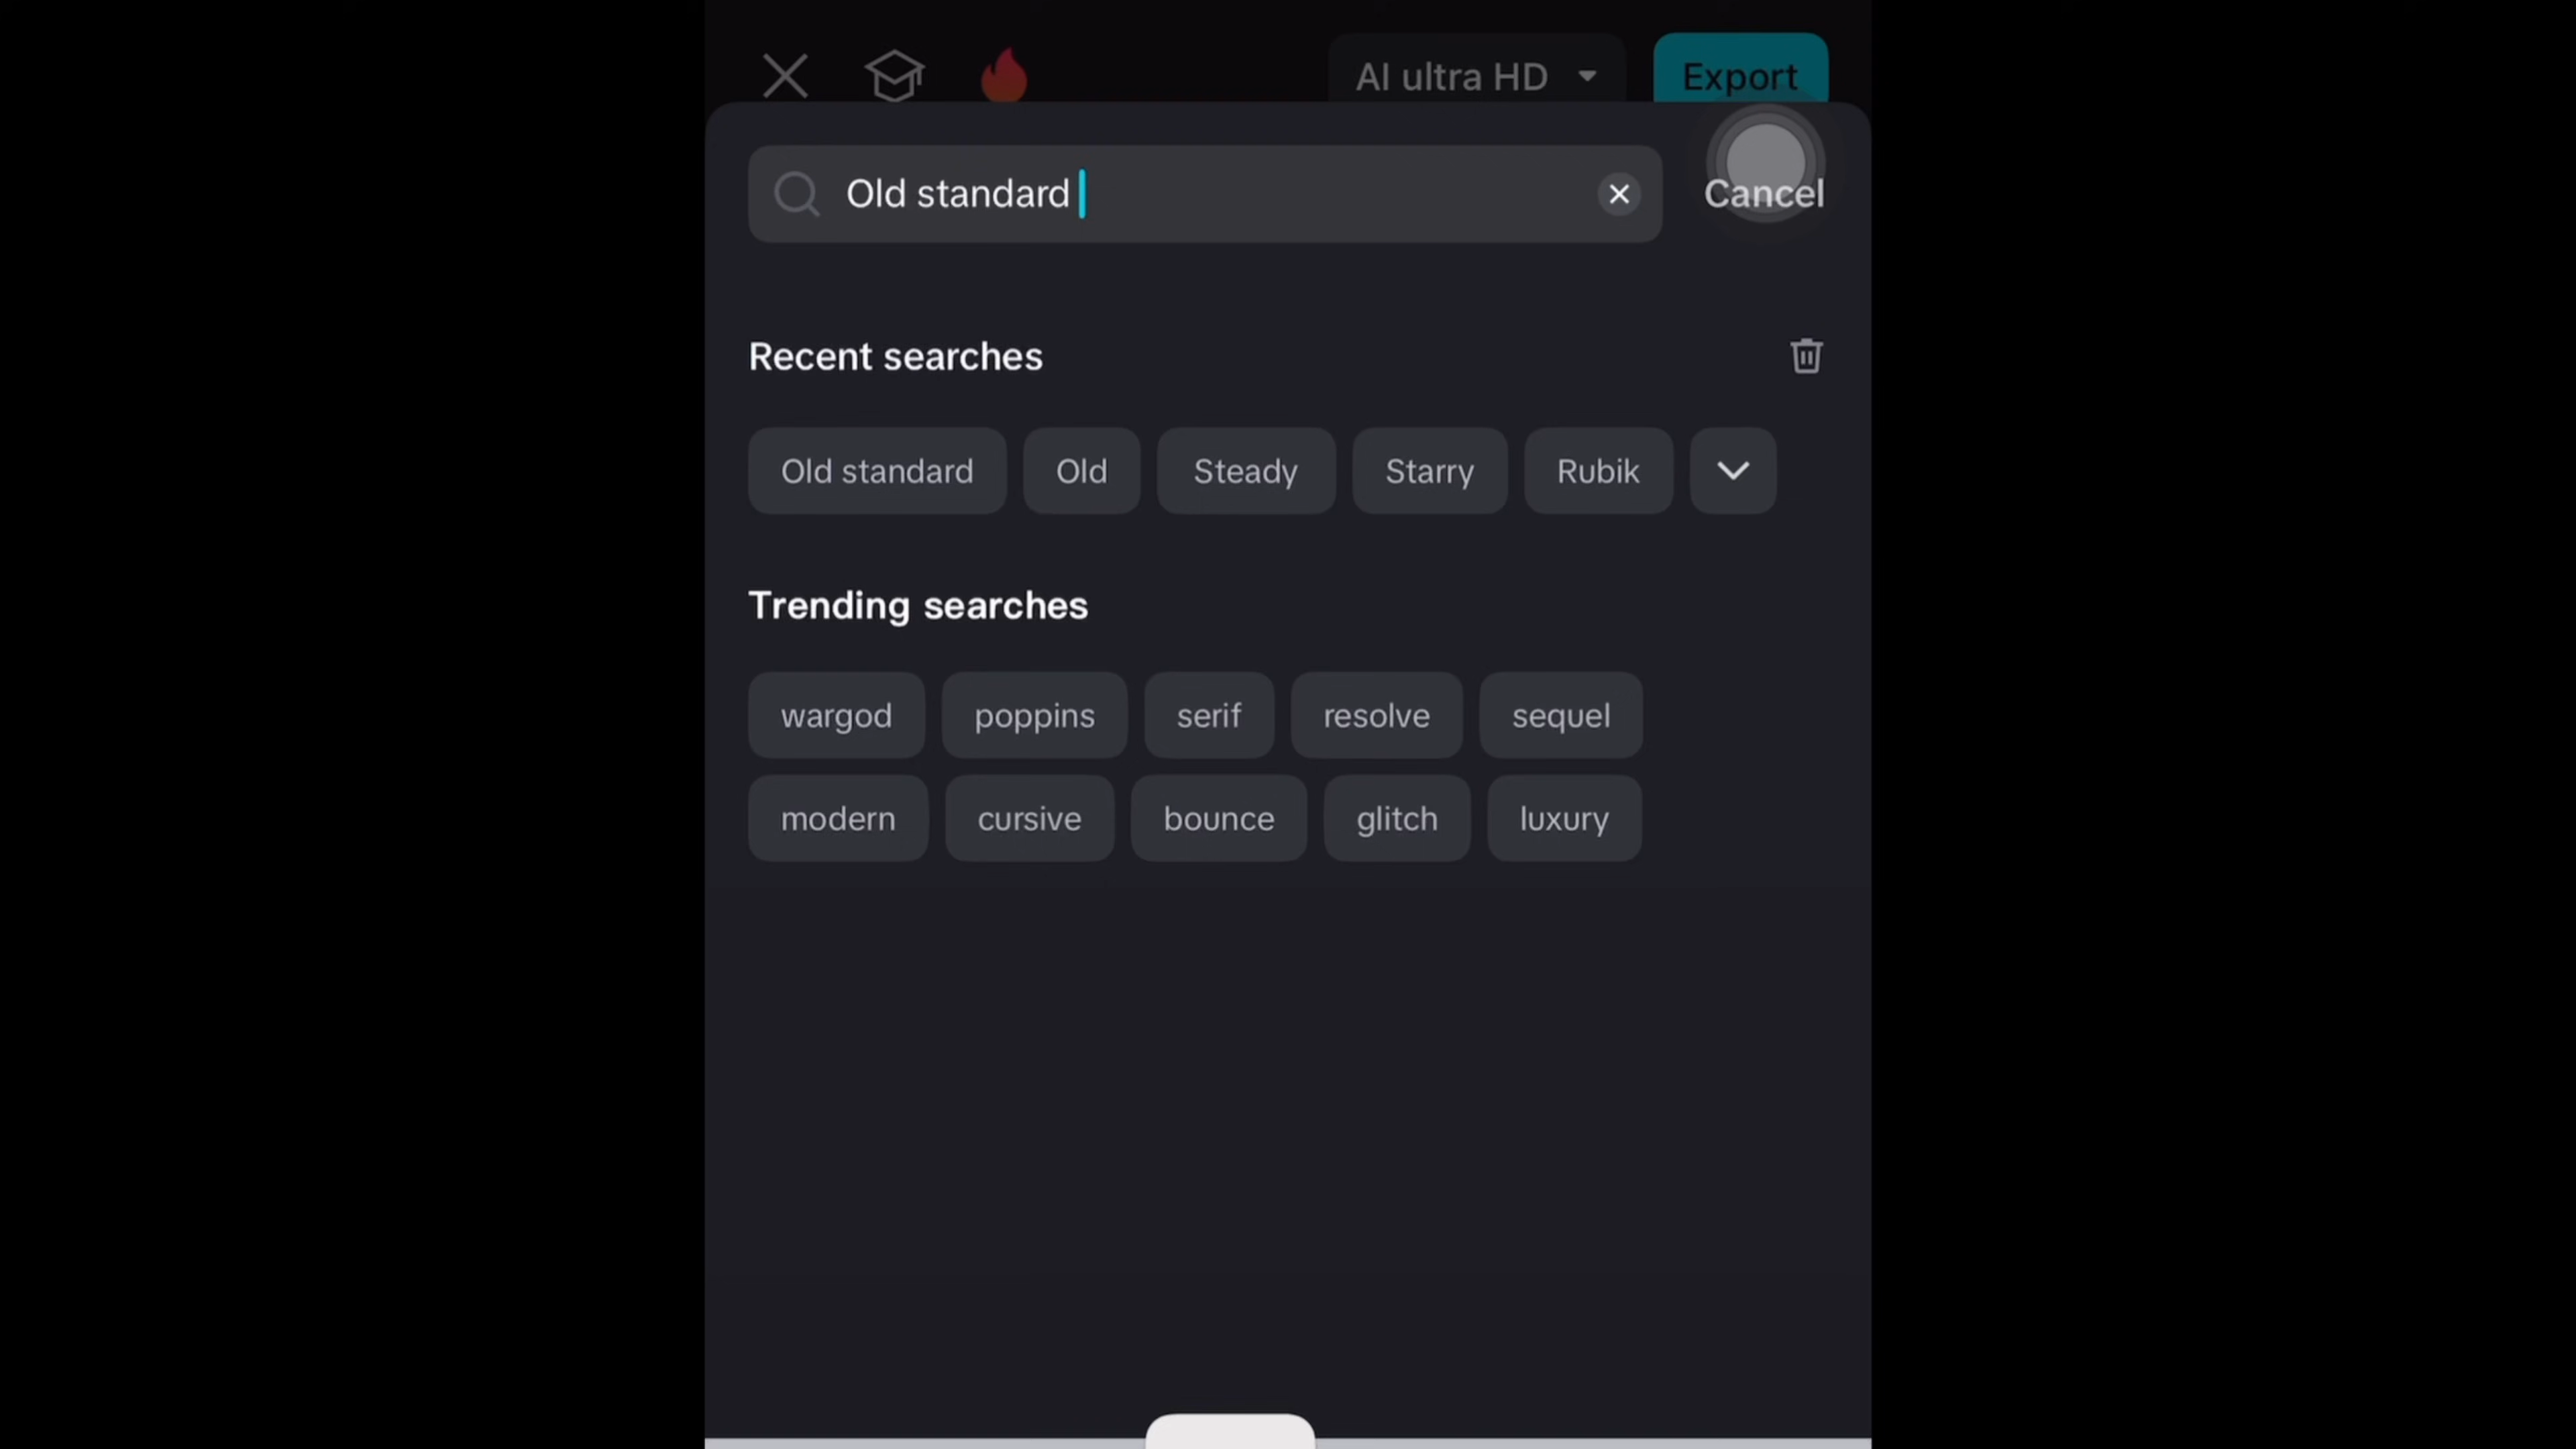 AI ultra HD Export
Old standard Cancel
Recent searches
Old standard Old Steady Starry Rubik
Trending searches
wargod poppins serif resolve sequel
modern cursive bounce glitch luxury